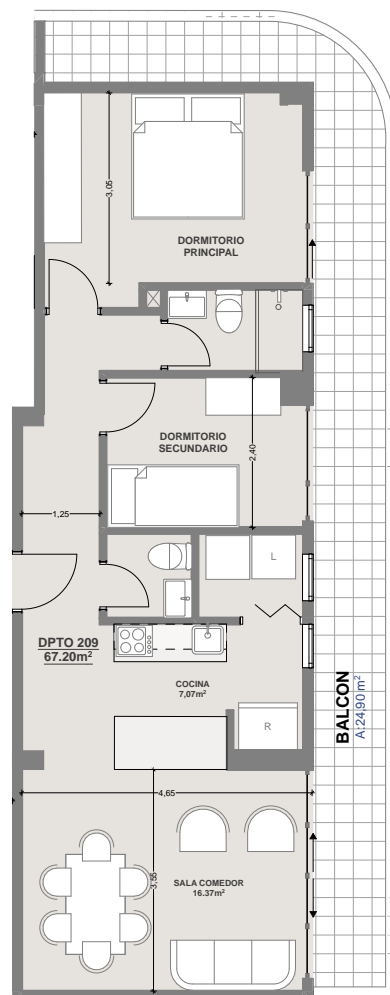 3,05
DORMITORIO
PRINCIPAL
DORMITORIO
SECUNDARIO
2,40
1,25
L
DPTO 209
67.20m²
COCINA
7,07m²
R
BALCON
A:24,90 m²
4,65
3,55
SALA COMEDOR
16.37m²